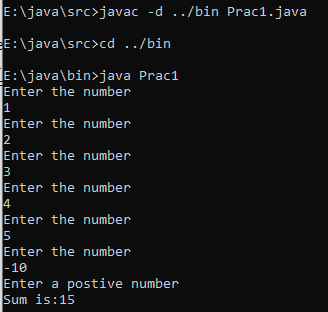 E:\java\src>javac -d ../bin Prac1.java
E:\java\src>cd ../bin
E:\java\bin>java Prac1
Enter the number
1
Enter the number
2
Enter the number
3
Enter the number
4
Enter the number
5
Enter the number
-10
Enter a postive number
Sum is:15